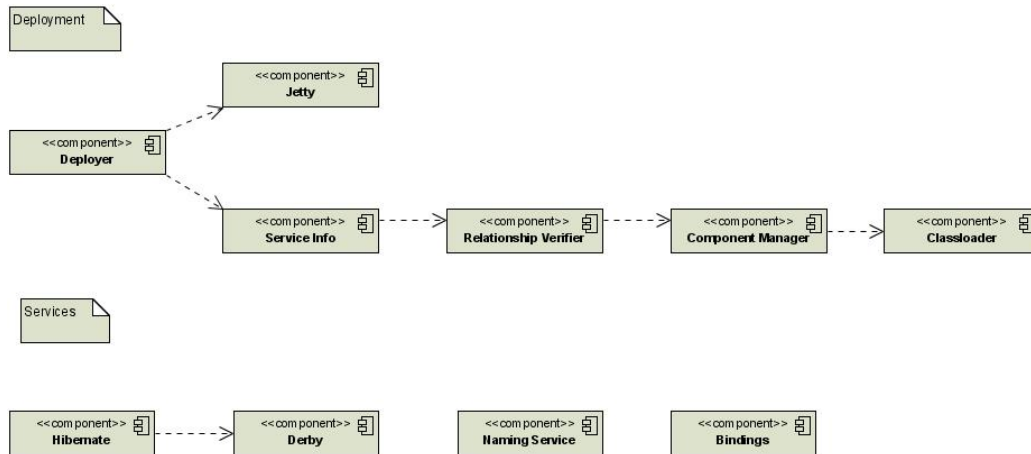 Deployment
<<component>>
Jetty
<<component>>
Deployer
<<component>>
Service Info
<<component>>
Relationship Verifier
<<component>>
Component Manager
<<component>>
Classloader
Services
<<component>>
Hibernate
<<component>>
Derby
<<component>>
Naming Service
<<component>>
Bindings